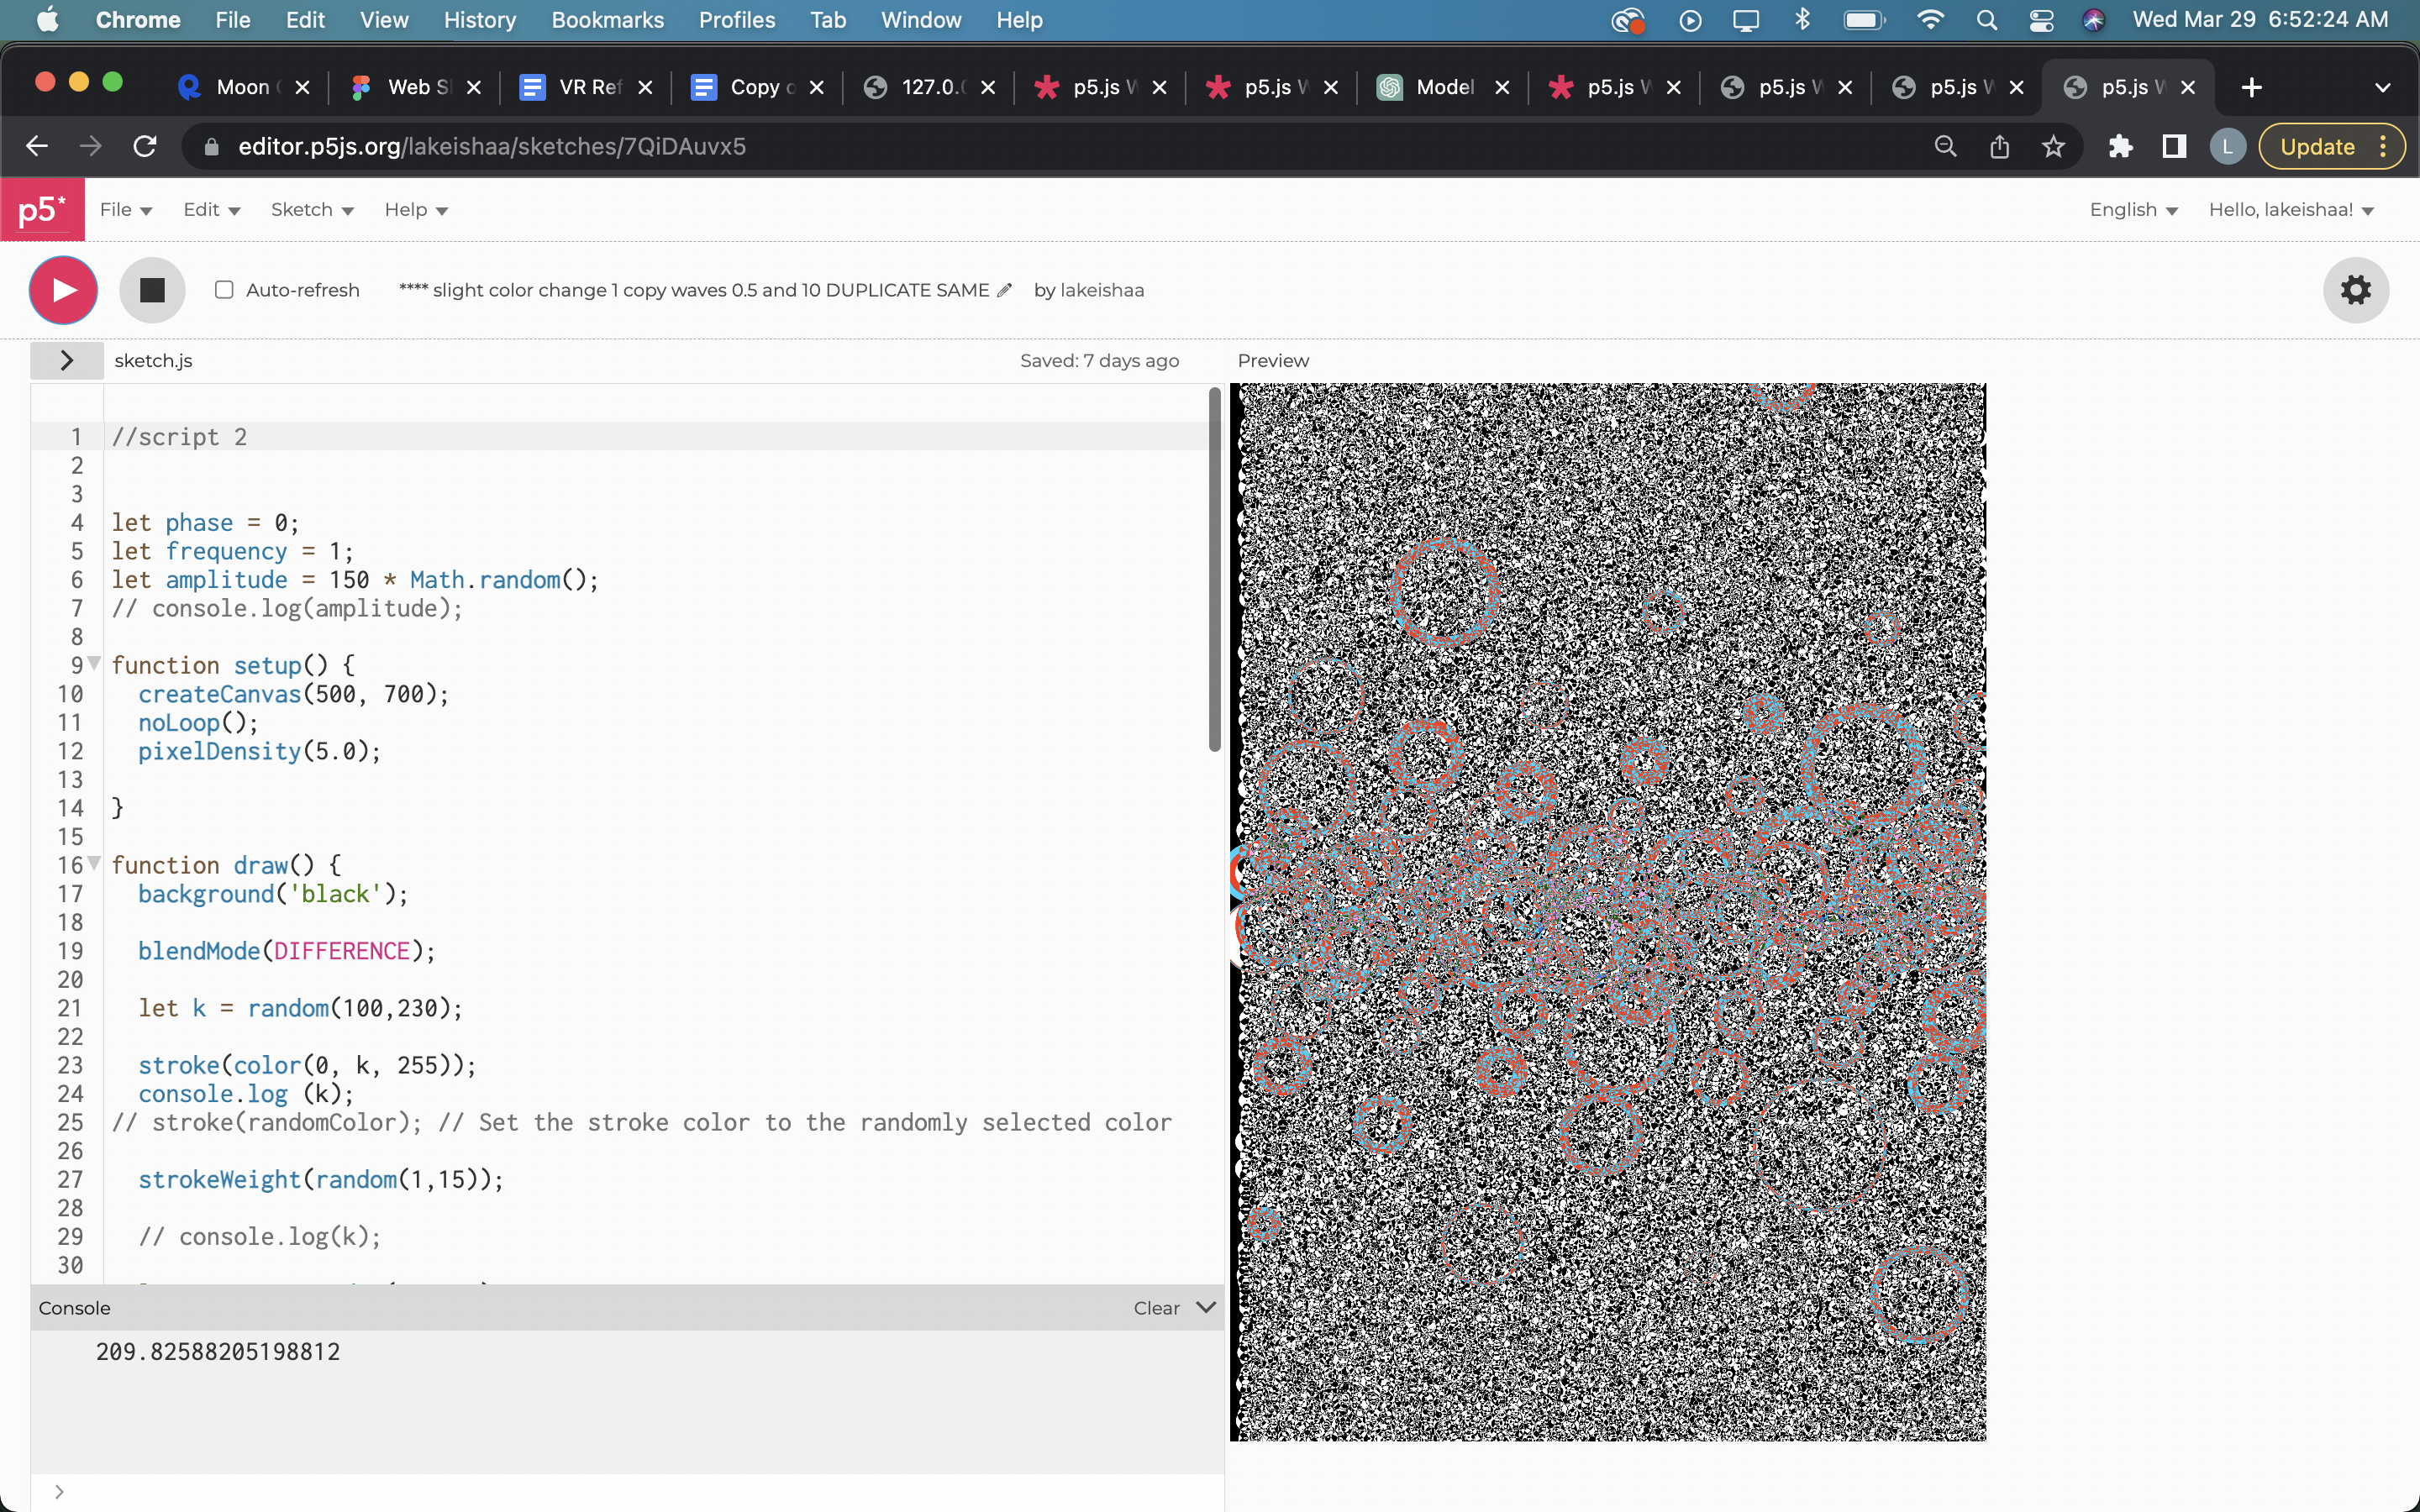 Chrome File Edit View History Bookmarks Profiles Tab Window Help Wed Mar 29 6:52:24 AM
Moon Web VR Ref Copy 127.0. p5.js p5.js Model p5.js p5.js p5.js p5.js
editor.p5js.org/lakeishaa/sketches/7QiDAuvx5 L Update
p5* File Edit Sketch Help English Hello, lakeishaa!
Auto-refresh **** slight color change 1 copy waves 0.5 and 10 DUPLICATE SAME by lakeishaa
sketch.js Saved: 7 days ago Preview
1 //script 2
2
3
4 let phase = 0;
5 let frequency = 1;
6 let amplitude = 150 * Math.random();
7 // console.log(amplitude);
8
9 function setup() {
10 createCanvas(500, 700);
11 noLoop();
12 pixelDensity(5.0);
13
14 }
15
16 function draw() {
17 background('black');
18
19 blendMode(DIFFERENCE);
20
21 let k = random(100,230);
22
23 stroke(color(0, k, 255));
24 console.log (k);
25 // stroke(randomColor); // Set the stroke color to the randomly selected color
26
27 strokeWeight(random(1,15));
28
29 // console.log(k);
30
Console Clear
209.82588205198812
>